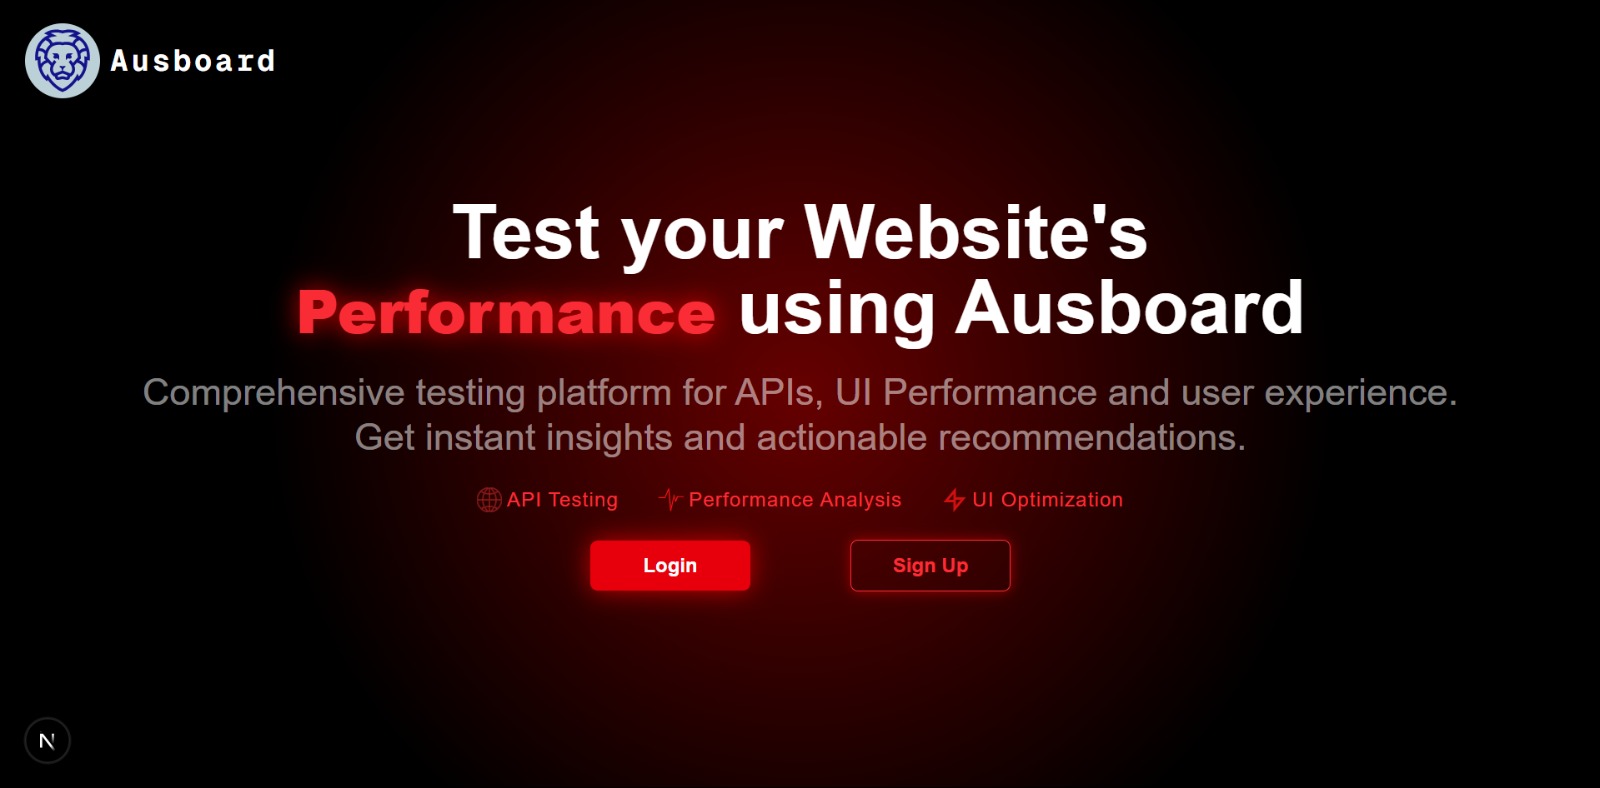 Ausboard
Test your Website's
Performance using Ausboard
Comprehensive testing platform for APIs, UI Performance and user experience.
Get instant insights and actionable recommendations.
API Testing Performance Analysis UI Optimization
Login Sign Up
N